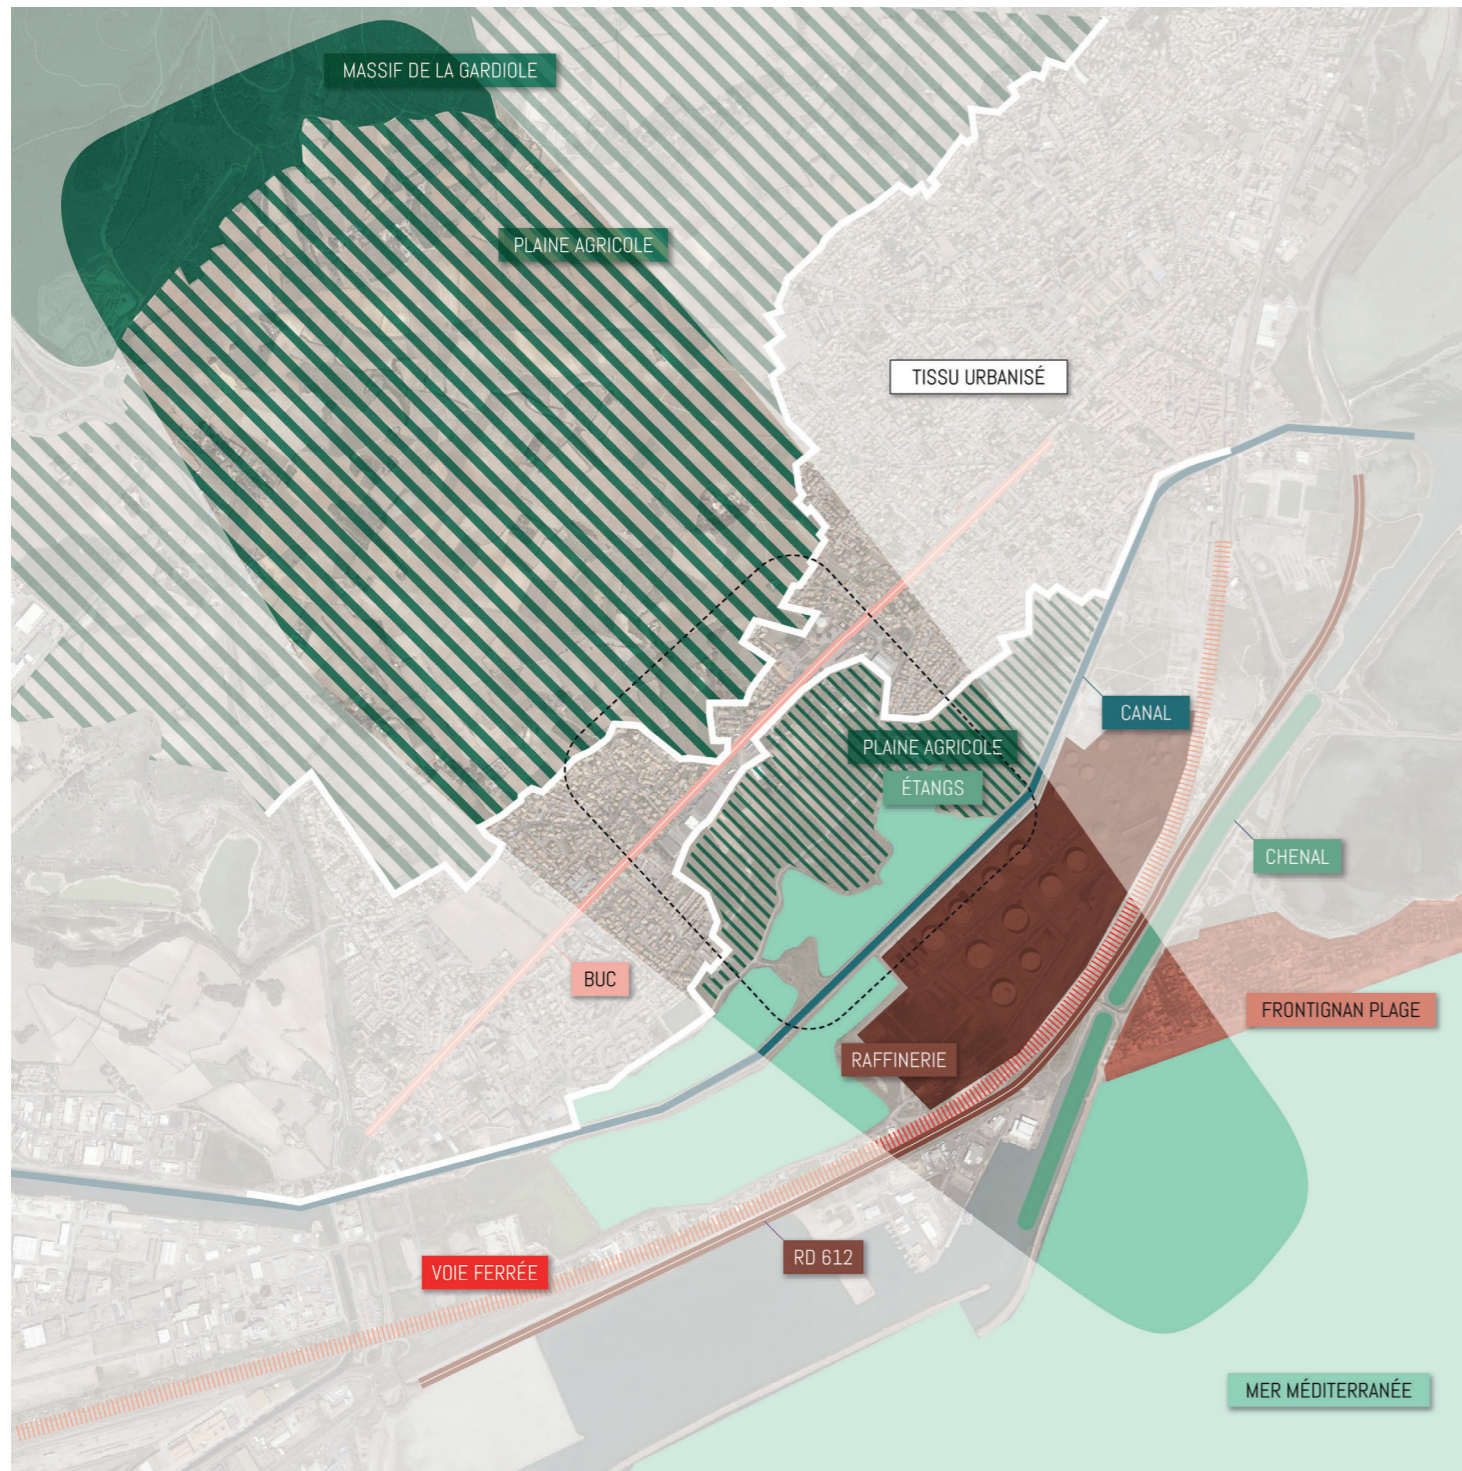 MASSIF DE LA GARDIOLE
PLAINE AGRICOLE
TISSU URBANISÉ
CANAL
PLAINE AGRICOLE
ÉTANGS
CHENAL
BUC
FRONTIGNAN PLAGE
RAFFINERIE
RD 612
VOIE FERRÉE
MER MÉDITERRANÉE